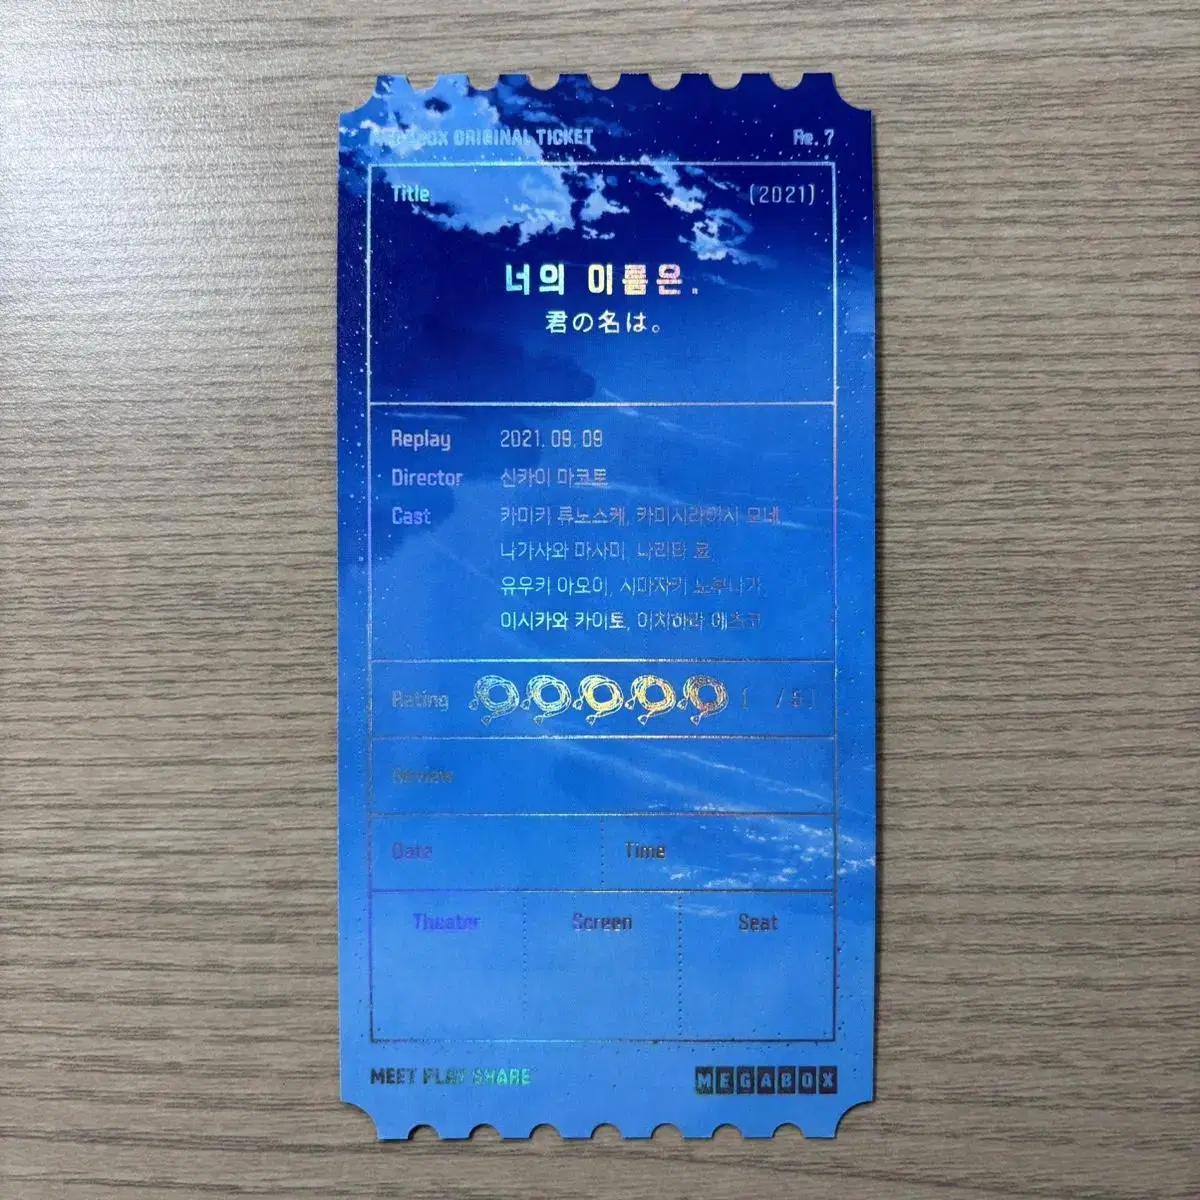 MEGABOX ORIGINAL TICKET Re. 7
Title (2021)
너의 이름은.
君の名は。
Replay 2021. 09. 09
Director 신카이 마코토
Cast 카미키 류노스케, 카미시라이시 모네
나가사와 마사미, 나리타 료,
유우키 아오이, 시마자키 노부나가,
이시카와 카이토, 이치하라 에츠코
Rating ( /5)
Review
Date Time
Theater Screen Seat
MEET PLAY SHARE MEGABOX